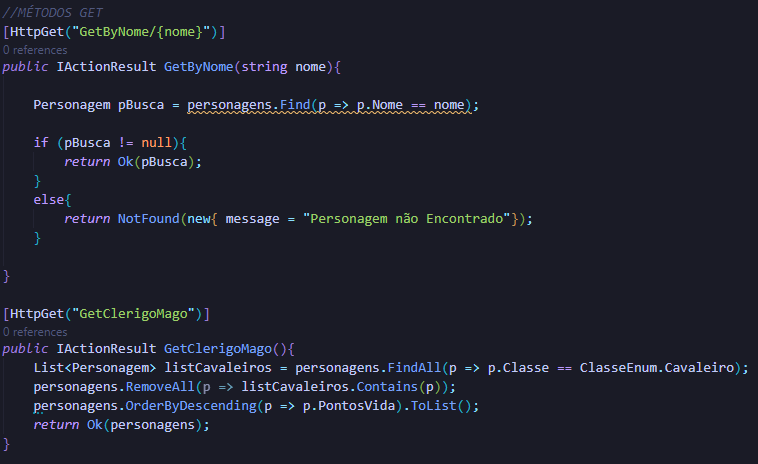 //MÉTODOS GET
[HttpGet("GetByNome/{nome}")]
0 references
public IActionResult GetByNome(string nome){
Personagem pBusca = personagens.Find(p => p.Nome == nome);
if (pBusca != null){
return Ok(pBusca);
}
else{
return NotFound(new{ message = "Personagem não Encontrado"});
}
}
[HttpGet("GetClerigoMago")]
0 references
public IActionResult GetClerigoMago(){
List<Personagem> listCavaleiros = personagens.FindAll(p => p.Classe == ClasseEnum.Cavaleiro);
personagens.RemoveAll(p => listCavaleiros.Contains(p));
personagens.OrderByDescending(p => p.PontosVida).ToList();
return Ok(personagens);
}